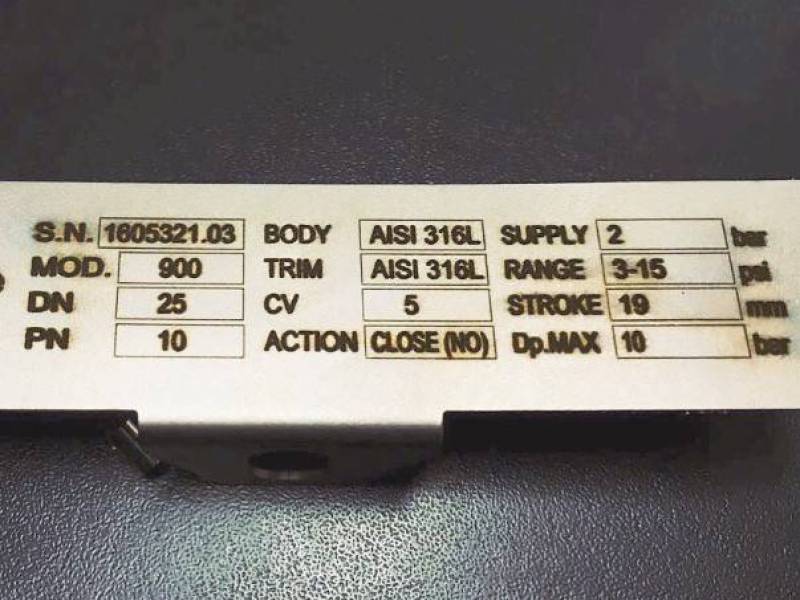 S.N. 1605321.03 BODY AISI 316L SUPPLY 2 bar
MOD. 900 TRIM AISI 316L RANGE 3-15 psi
DN 25 CV 5 STROKE 19 mm
PN 10 ACTION CLOSE (NO) Dp.MAX 10 bar